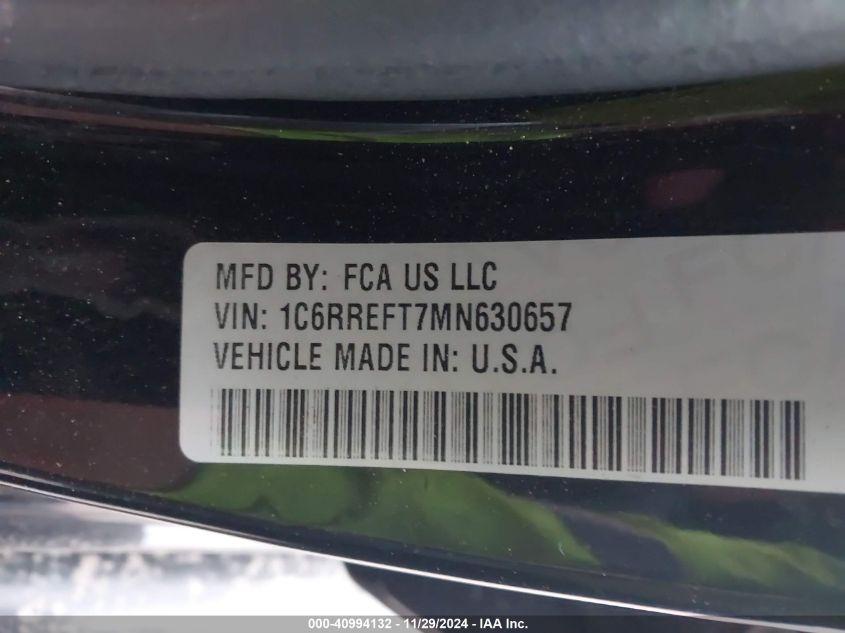 MFD BY: FCA US LLC
VIN: 1C6RREFT7MN630657
VEHICLE MADE IN: U.S.A.
000-40994132 - 11/29/2024 - IAA Inc.